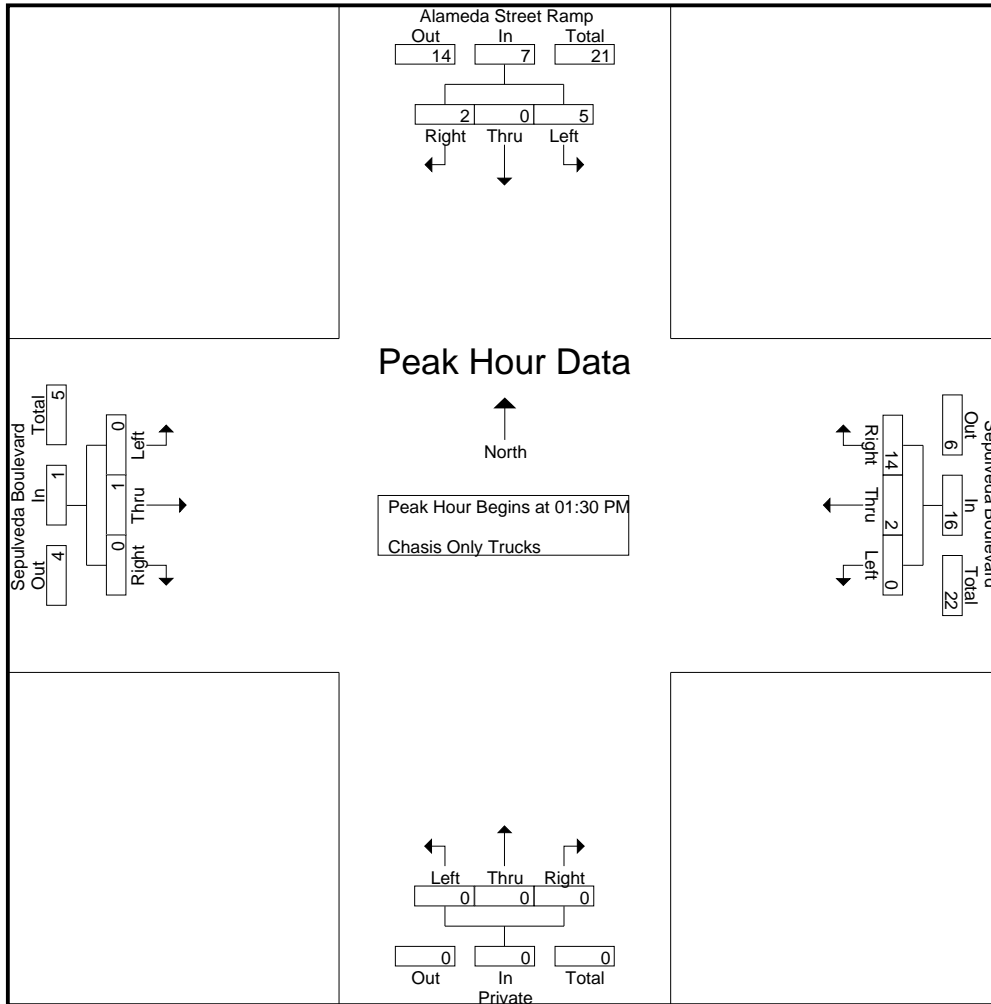 Alameda Street Ramp
Out In Total
14 7 21
2 0 5
Right Thru Left
Peak Hour Data
North
Peak Hour Begins at 01:30 PM
Chasis Only Trucks
Sepulveda Boulevard
Total In Out
5 1 4
0 1 0
Left Thru Right
Sepulveda Boulevard
Out In Total
6 16 22
14 2 0
Right Thru Left
Left Thru Right
0 0 0
0 0 0
Out In Total
Private